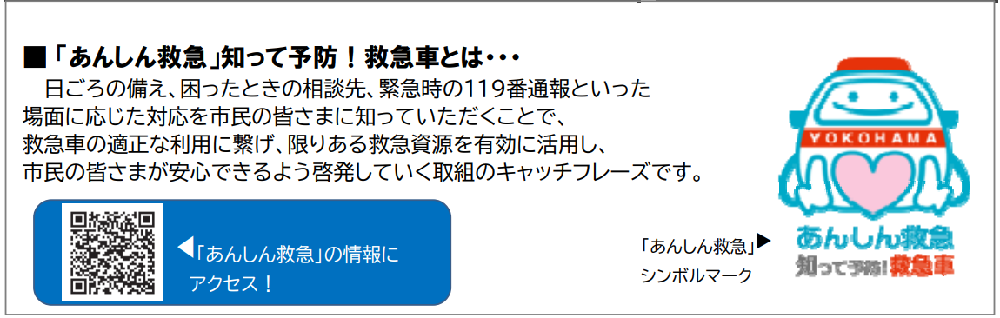 ■「あんしん救急」知って予防！救急車とは・・・
日ごろの備え、困ったときの相談先、緊急時の119番通報といった
場面に応じた対応を市民の皆さまに知っていただくことで、
救急車の適正な利用に繋げ、限りある救急資源を有効に活用し、
市民の皆さまが安心できるよう啓発していく取組のキャッチフレーズです。
◀「あんしん救急」の情報に
アクセス！
「あんしん救急」▶
シンボルマーク
YOKOHAMA
あんしん救急
知って予防!救急車